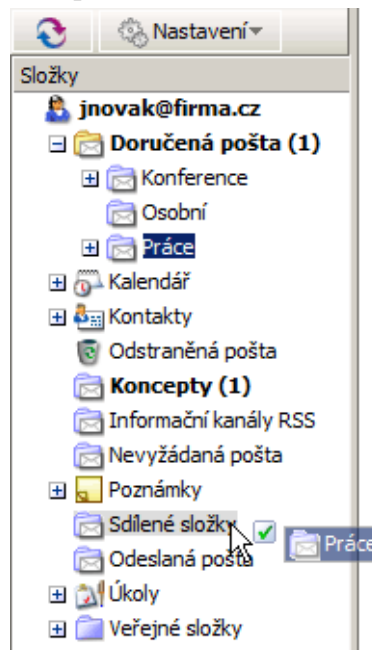 Nastavení
Složky
jnovak@firma.cz
Doručená pošta (1)
Konference
Osobní
Práce
Kalendář
Kontakty
Odstraněná pošta
Koncepty (1)
Informační kanály RSS
Nevyžádaná pošta
Poznámky
Sdílené složky
Práce
Odeslaná pošta
Úkoly
Veřejné složky